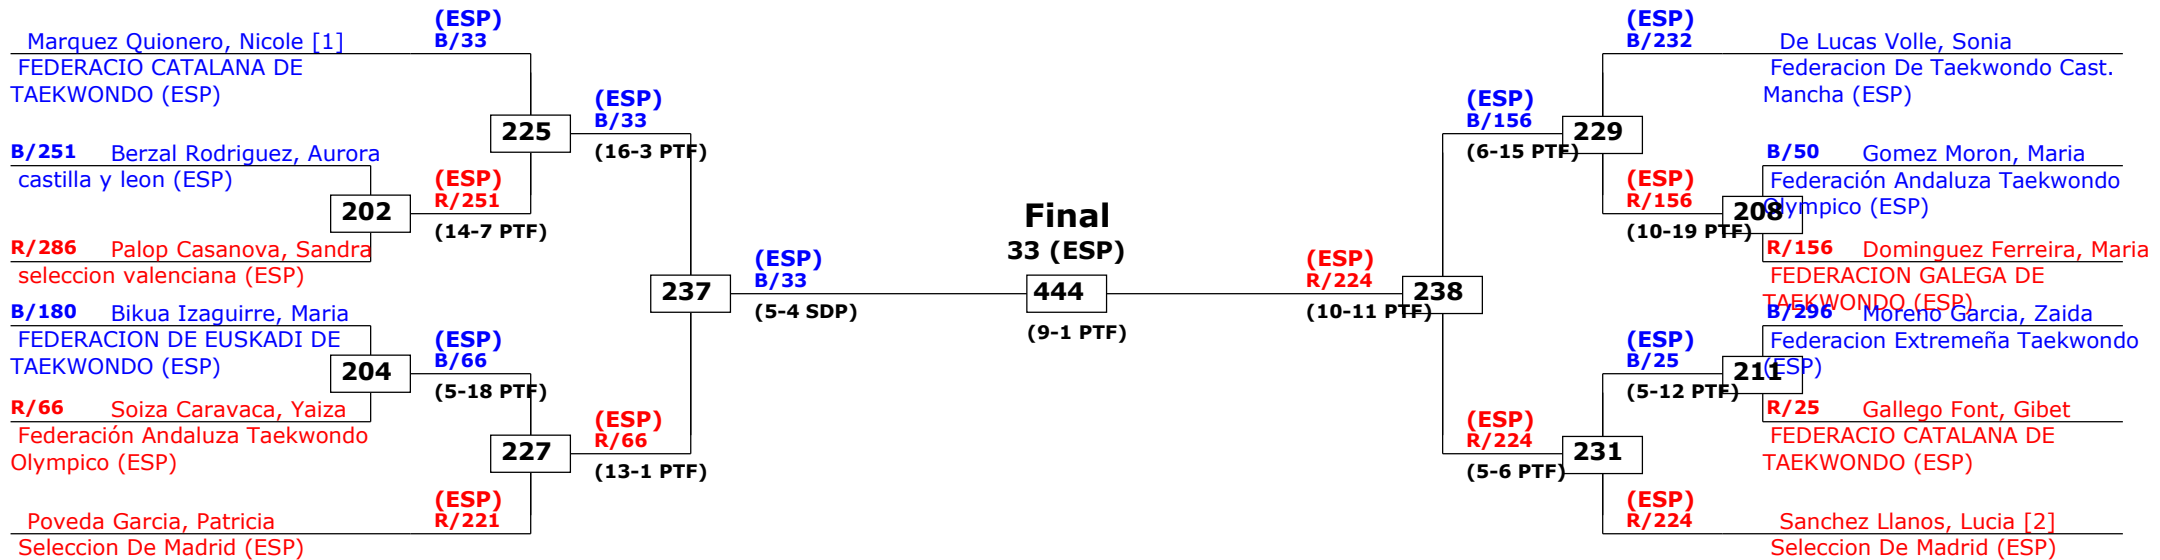 (ESP)
B/33
Marquez Quionero, Nicole [1]
FEDERACIO CATALANA DE
TAEKWONDO (ESP)
B/251 Berzal Rodriguez, Aurora
castilla y leon (ESP)
202
R/286 Palop Casanova, Sandra
seleccion valenciana (ESP)
B/180 Bikua Izaguirre, Maria
FEDERACION DE EUSKADI DE
TAEKWONDO (ESP)
204
R/66 Soiza Caravaca, Yaiza
Federación Andaluza Taekwondo
Olympico (ESP)
Poveda Garcia, Patricia
Seleccion De Madrid (ESP)
(ESP)
R/221
225
(ESP)
R/251
(14-7 PTF)
(ESP)
B/66
(5-18 PTF)
227
(ESP)
B/33
(16-3 PTF)
237
(ESP)
R/66
(13-1 PTF)
(ESP)
B/33
(5-4 SDP)
Final
33 (ESP)
444
(9-1 PTF)
(ESP)
R/224
(10-11 PTF)
238
(ESP)
B/156
(6-15 PTF)
229
(ESP)
R/224
(5-6 PTF)
231
(ESP)
B/232
(ESP)
R/156
(10-19 PTF)
208
(ESP)
B/25
(5-12 PTF)
211
(ESP)
R/224
De Lucas Volle, Sonia
Federacion De Taekwondo Cast.
Mancha (ESP)
B/50 Gomez Moron, Maria
Federación Andaluza Taekwondo
Olympico (ESP)
R/156 Dominguez Ferreira, Maria
FEDERACION GALEGA DE
TAEKWONDO (ESP)
B/296 Moreno Garcia, Zaida
Federacion Extremeña Taekwondo
(ESP)
R/25 Gallego Font, Gibet
FEDERACIO CATALANA DE
TAEKWONDO (ESP)
Sanchez Llanos, Lucia [2]
Seleccion De Madrid (ESP)